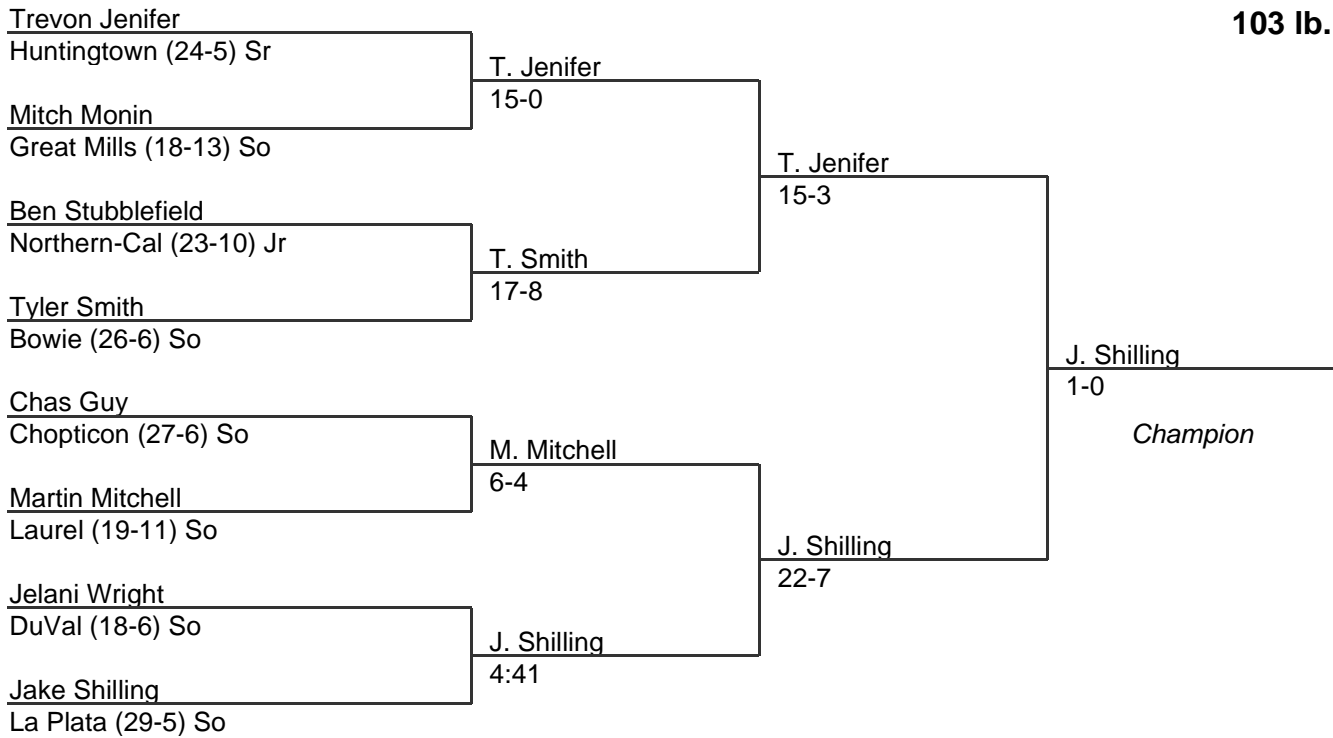 Trevon Jenifer
103 lb.
Huntingtown (24-5) Sr
T. Jenifer
15-0
Mitch Monin
Great Mills (18-13) So
T. Jenifer
15-3
Ben Stubblefield
Northern-Cal (23-10) Jr
T. Smith
17-8
Tyler Smith
Bowie (26-6) So
J. Shilling
1-0
Champion
Chas Guy
Chopticon (27-6) So
M. Mitchell
6-4
Martin Mitchell
Laurel (19-11) So
J. Shilling
22-7
Jelani Wright
DuVal (18-6) So
J. Shilling
4:41
Jake Shilling
La Plata (29-5) So